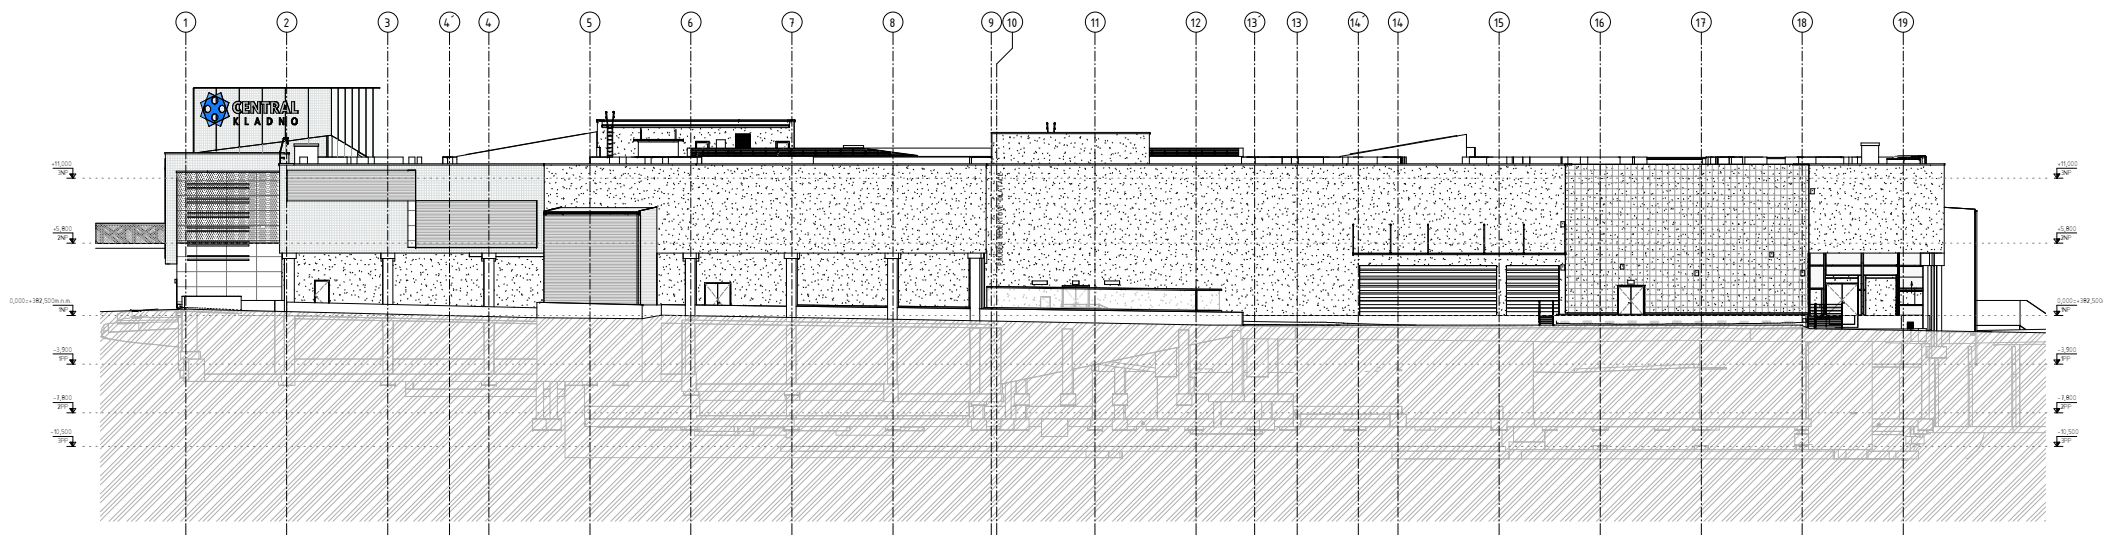 1 2 3 4' 4 5 6 7 8 9 10 11 12 13' 13 14' 14 15 16 17 18 19
CENTRAL
KLADNO
+11,000
3NP
+5,800
2NP
0,000=+382,500m.n.m.
1NP
-3,900
1PP
-7,800
2PP
-10,500
3PP
+11,000
3NP
+5,800
2NP
0,000=+382,500
1NP
-3,900
1PP
-7,800
2PP
-10,500
3PP